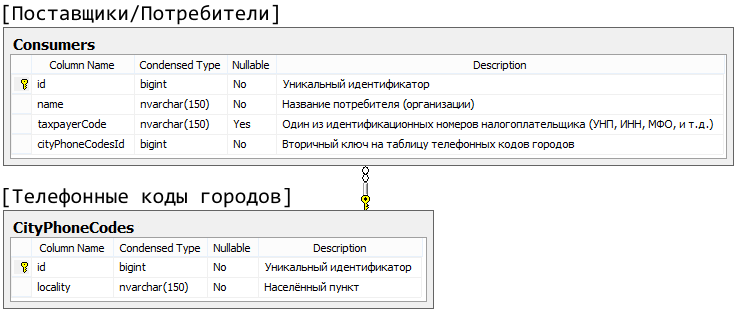 [Поставщики/Потребители]
Consumers
Column Name Condensed Type Nullable Description
id bigint No Уникальный идентификатор
name nvarchar(150) No Название потребителя (организации)
taxpayerCode nvarchar(150) Yes Один из идентификационных номеров налогоплательщика (УНП, ИНН, МФО, и т.д.)
cityPhoneCodesId bigint No Вторичный ключ на таблицу телефонных кодов городов
[Телефонные коды городов]
CityPhoneCodes
Column Name Condensed Type Nullable Description
id bigint No Уникальный идентификатор
locality nvarchar(150) No Населённый пункт